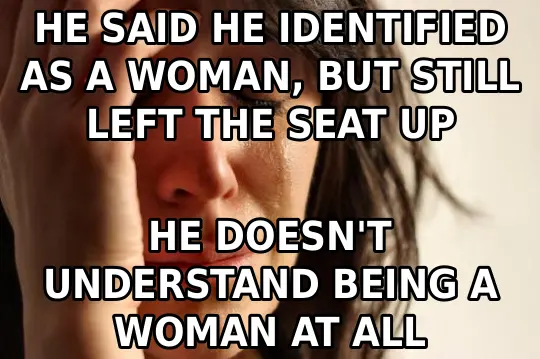 HE SAID HE IDENTIFIED
AS A WOMAN, BUT STILL
LEFT THE SEAT UP
HE DOESN'T
UNDERSTAND BEING A
WOMAN AT ALL